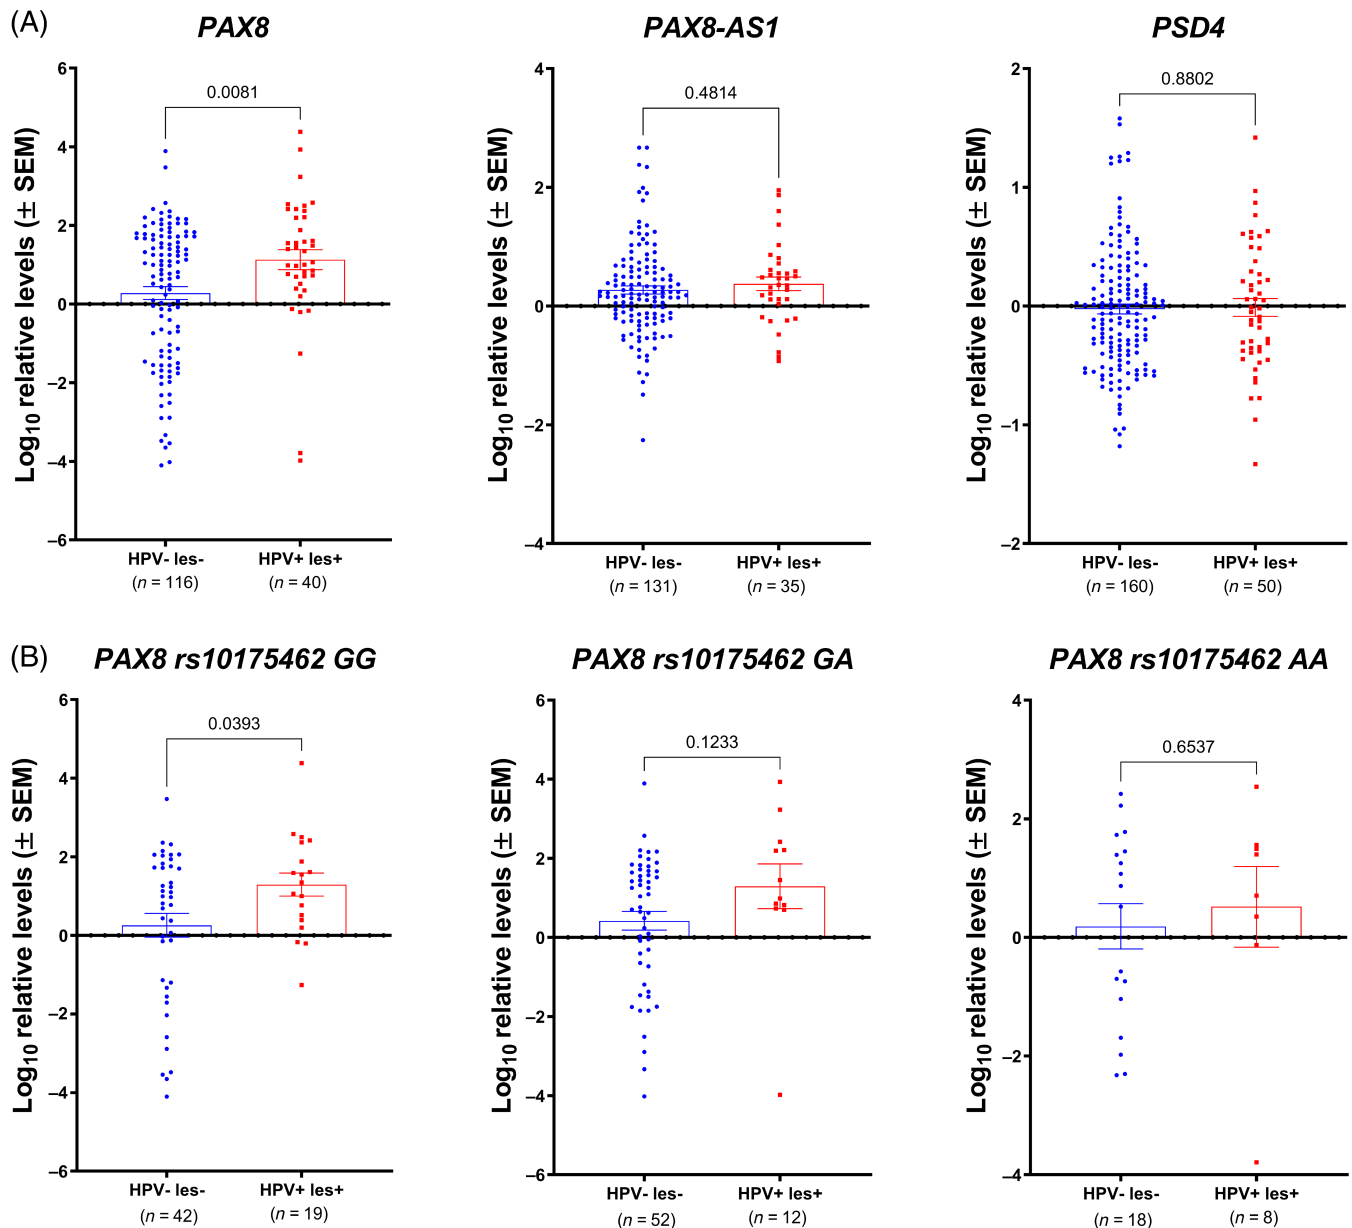 (A)
PAX8
PAX8-AS1
PSD4
Log10 relative levels (± SEM)
6
4
2
0
–2
–4
–6
0.0081
HPV- les-
HPV+ les+
(n = 116)
(n = 40)
Log10 relative levels (± SEM)
4
2
0
–2
–4
0.4814
HPV- les-
HPV+ les+
(n = 131)
(n = 35)
Log10 relative levels (± SEM)
2
1
0
–1
–2
0.8802
HPV- les-
HPV+ les+
(n = 160)
(n = 50)
(B)
PAX8 rs10175462 GG
PAX8 rs10175462 GA
PAX8 rs10175462 AA
Log10 relative levels (± SEM)
6
4
2
0
–2
–4
–6
0.0393
HPV- les-
HPV+ les+
(n = 42)
(n = 19)
Log10 relative levels (± SEM)
6
4
2
0
–2
–4
–6
0.1233
HPV- les-
HPV+ les+
(n = 52)
(n = 12)
Log10 relative levels (± SEM)
4
2
0
–2
–4
0.6537
HPV- les-
HPV+ les+
(n = 18)
(n = 8)